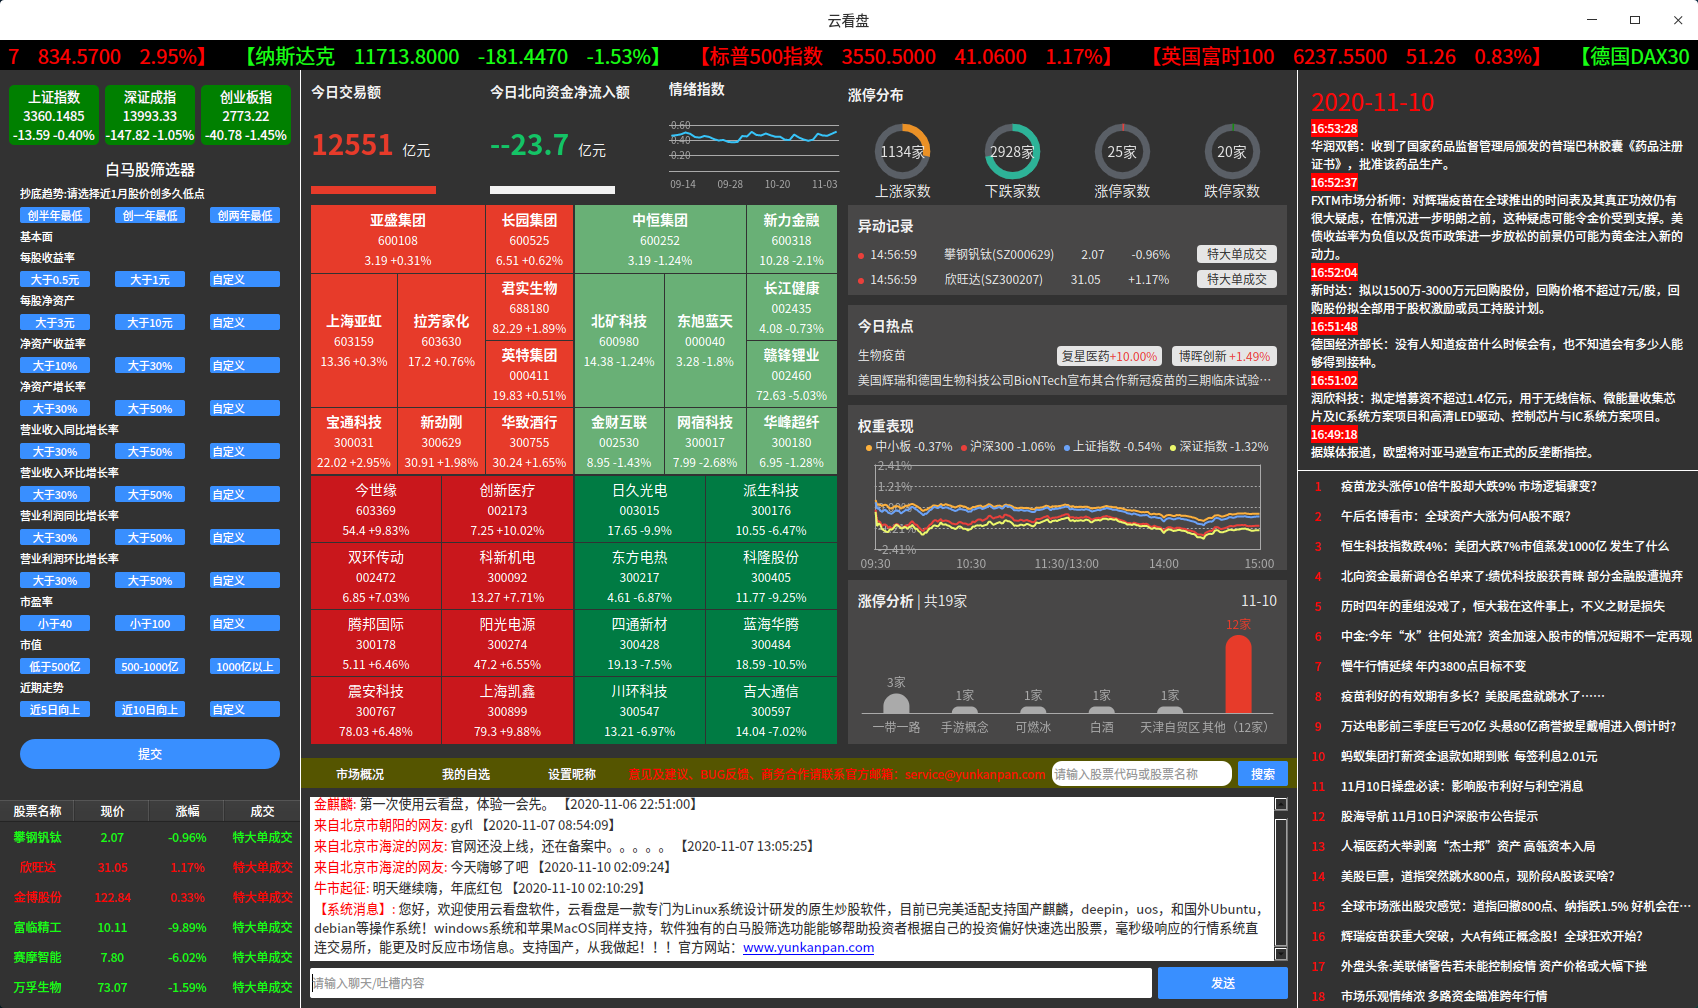 云看盘
7 834.5700 2.95%】 【纳斯达克 11713.8000 -181.4470 -1.53%】 【标普500指数 3550.5000 41.0600 1.17%】 【英国富时100 6237.5500 51.26 0.83%】 【德国DAX30
上证指数 深证成指 创业板指
3360.1485 13993.33 2773.22
-13.59 -0.40% -147.82 -1.05% -40.78 -1.45%
白马股筛选器
抄底趋势:请选择近1月股价创多久低点
创半年最低 创一年最低 创两年最低
基本面
每股收益率
大于0.5元 大于1元 自定义
每股净资产
大于3元 大于10元 自定义
净资产收益率
大于10% 大于30% 自定义
净资产增长率
大于30% 大于50% 自定义
营业收入同比增长率
大于30% 大于50% 自定义
营业收入环比增长率
大于30% 大于50% 自定义
营业利润同比增长率
大于30% 大于50% 自定义
营业利润环比增长率
大于30% 大于50% 自定义
市盈率
小于40 小于100 自定义
市值
低于500亿 500-1000亿 1000亿以上
近期走势
近5日向上 近10日向上 自定义
提交
股票名称 现价 涨幅 成交
攀钢钒钛 2.07 -0.96% 特大单成交
欣旺达 31.05 1.17% 特大单成交
金博股份 122.84 0.33% 特大单成交
富临精工 10.11 -9.89% 特大单成交
赛摩智能 7.80 -6.02% 特大单成交
万孚生物 73.07 -1.59% 特大单成交
今日交易额 今日北向资金净流入额 情绪指数
12551 亿元 --23.7 亿元
0.60
0.40
0.20
09-14 09-28 10-20 11-03
亚盛集团 长园集团 中恒集团 新力金融
600108 600525 600252 600318
3.19 +0.31% 6.51 +0.62% 3.19 -1.24% 10.28 -2.1%
上海亚虹
603159
13.36 +0.3%
拉芳家化
603630
17.2 +0.76%
君实生物
688180
82.29 +1.89%
英特集团
000411
19.83 +0.51%
北矿科技
600980
14.38 -1.24%
东旭蓝天
000040
3.28 -1.8%
长江健康
002435
4.08 -0.73%
赣锋锂业
002460
72.63 -5.03%
宝通科技 新劲刚 华致酒行 金财互联 网宿科技 华峰超纤
300031 300629 300755 002530 300017 300180
22.02 +2.95% 30.91 +1.98% 30.24 +1.65% 8.95 -1.43% 7.99 -2.68% 6.95 -1.28%
今世缘 创新医疗 日久光电 派生科技
603369 002173 003015 300176
54.4 +9.83% 7.25 +10.02% 17.65 -9.9% 10.55 -6.47%
双环传动 科新机电 东方电热 科隆股份
002472 300092 300217 300405
6.85 +7.03% 13.27 +7.71% 4.61 -6.87% 11.77 -9.25%
腾邦国际 阳光电源 四通新材 蓝海华腾
300178 300274 300428 300484
5.11 +6.46% 47.2 +6.55% 19.13 -7.5% 18.59 -10.5%
震安科技 上海凯鑫 川环科技 吉大通信
300767 300899 300547 300597
78.03 +6.48% 79.3 +9.88% 13.21 -6.97% 14.04 -7.02%
涨停分布
1134家 2928家 25家 20家
上涨家数 下跌家数 涨停家数 跌停家数
异动记录
14:56:59 攀钢钒钛(SZ000629) 2.07 -0.96% 特大单成交
14:56:59 欣旺达(SZ300207) 31.05 +1.17% 特大单成交
今日热点
生物疫苗 复星医药+10.00% 博晖创新 +1.49%
美国辉瑞和德国生物科技公司BioNTech宣布其合作新冠疫苗的三期临床试验…
权重表现
中小板 -0.37% 沪深300 -1.06% 上证指数 -0.54% 深证指数 -1.32%
2.41%
1.21%
-2.41%
09:30 10:30 11:30/13:00 14:00 15:00
涨停分析 | 共19家 11-10
3家 1家 1家 1家 1家 12家
一带一路 手游概念 可燃冰 白酒 天津自贸区 其他（12家）
市场概况 我的自选 设置昵称 意见及建议、BUG反馈、商务合作请联系官方邮箱：service@yunkanpan.com 请输入股票代码或股票名称 搜索
金麒麟: 第一次使用云看盘，体验一会先。 【2020-11-06 22:51:00】
来自北京市朝阳的网友: gyfl 【2020-11-07 08:54:09】
来自北京市海淀的网友: 官网还没上线，还在备案中。。。。。 【2020-11-07 13:05:25】
来自北京市海淀的网友: 今天嗨够了吧 【2020-11-10 02:09:24】
牛市起征: 明天继续嗨，年底红包 【2020-11-10 02:10:29】
【系统消息】: 您好，欢迎使用云看盘软件，云看盘是一款专门为Linux系统设计研发的原生炒股软件，目前已完美适配支持国产麒麟，deepin，uos，和国外Ubuntu，
debian等操作系统！windows系统和苹果MacOS同样支持，软件独有的白马股筛选功能能够帮助投资者根据自己的投资偏好快速选出股票，毫秒级响应的行情系统直
连交易所，能更及时反应市场信息。支持国产，从我做起！！！官方网站：www.yunkanpan.com
请输入聊天/吐槽内容 发送
2020-11-10
16:53:28
华润双鹤：收到了国家药品监督管理局颁发的普瑞巴林胶囊《药品注册
证书》，批准该药品生产。
16:52:37
FXTM市场分析师：对辉瑞疫苗在全球推出的时间表及其真正功效仍有
很大疑虑，在情况进一步明朗之前，这种疑虑可能令金价受到支撑。美
债收益率为负值以及货币政策进一步放松的前景仍可能为黄金注入新的
动力。
16:52:04
新时达：拟以1500万-3000万元回购股份，回购价格不超过7元/股，回
购股份拟全部用于股权激励或员工持股计划。
16:51:48
德国经济部长：没有人知道疫苗什么时候会有，也不知道会有多少人能
够得到接种。
16:51:02
润欣科技：拟定增募资不超过1.4亿元，用于无线信标、微能量收集芯
片及IC系统方案项目和高清LED驱动、控制芯片与IC系统方案项目。
16:49:18
据媒体报道，欧盟将对亚马逊宣布正式的反垄断指控。
1 疫苗龙头涨停10倍牛股却大跌9% 市场逻辑骤变？
2 午后名博看市：全球资产大涨为何A股不跟？
3 恒生科技指数跌4%：美团大跌7%市值蒸发1000亿 发生了什么
4 北向资金最新调仓名单来了:绩优科技股获青睐 部分金融股遭抛弃
5 历时四年的重组没戏了，恒大栽在这件事上，不义之财是损失
6 中金:今年“水”往何处流？资金加速入股市的情况短期不一定再现
7 慢牛行情延续 年内3800点目标不变
8 疫苗利好的有效期有多长？美股尾盘就跳水了……
9 万达电影前三季度巨亏20亿 头悬80亿商誉披星戴帽进入倒计时？
10 蚂蚁集团打新资金退款如期到账 每签利息2.01元
11 11月10日操盘必读：影响股市利好与利空消息
12 股海导航 11月10日沪深股市公告提示
13 人福医药大举剥离“杰士邦”资产 高瓴资本入局
14 美股巨震，道指突然跳水800点，现阶段A股该买啥？
15 全球市场涨出股灾感觉：道指回撤800点、纳指跌1.5% 好机会在…
16 辉瑞疫苗获重大突破，大A有纯正概念股！全球狂欢开始？
17 外盘头条:美联储警告若未能控制疫情 资产价格或大幅下挫
18 市场乐观情绪浓 多路资金瞄准跨年行情